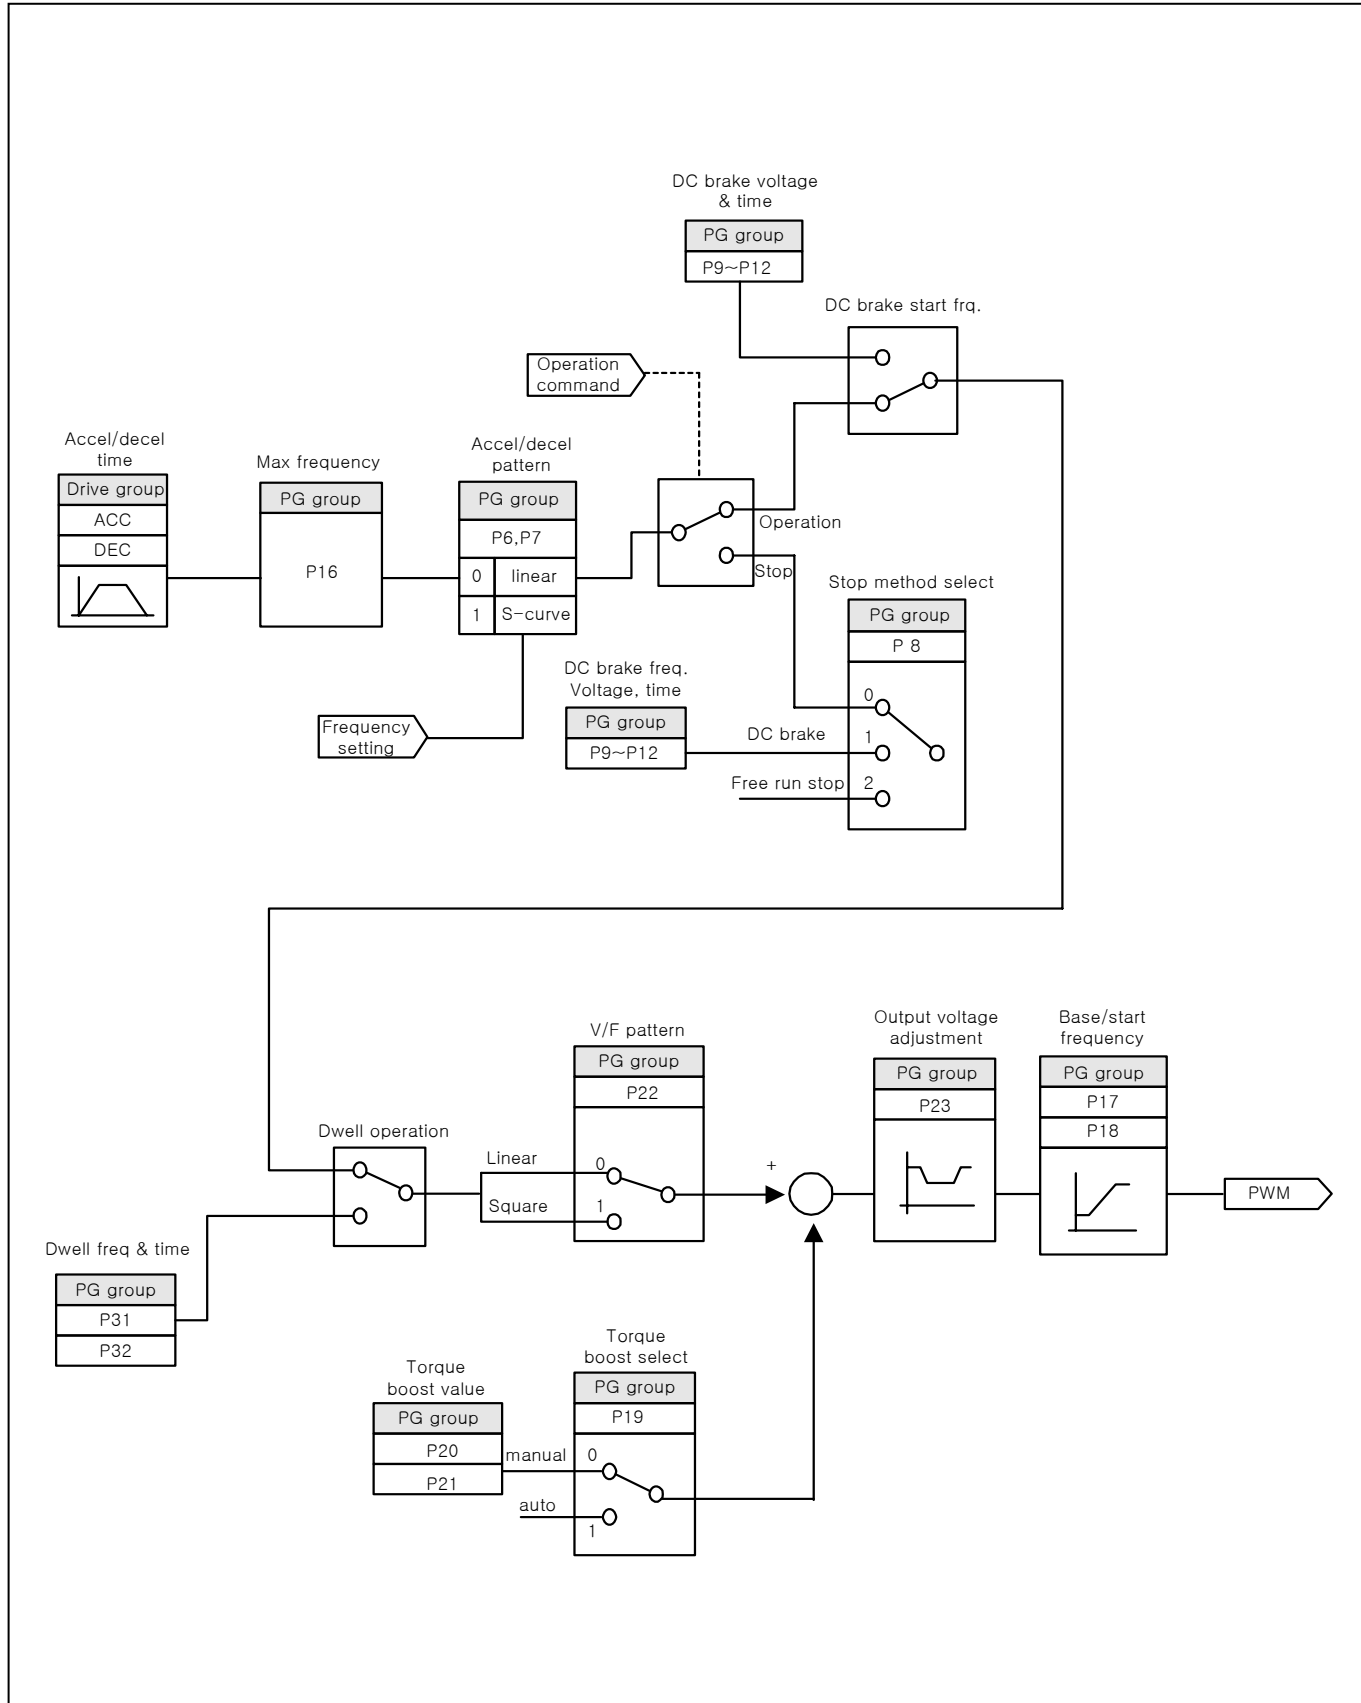 DC brake voltage
& time
PG group
P9~P12
DC brake start frq.
Operation
command
Accel/decel
time
Drive group
ACC
DEC
Max frequency
PG group
P16
Accel/decel
pattern
PG group
P6,P7
0 linear
1 S-curve
Operation
Stop
Frequency
setting
Stop method select
PG group
P 8
0
1
2
DC brake freq.
Voltage, time
PG group
P9~P12
DC brake
Free run stop
Dwell operation
Dwell freq & time
PG group
P31
P32
Linear
Square
V/F pattern
PG group
P22
0
1
+
Output voltage
adjustment
PG group
P23
Base/start
frequency
PG group
P17
P18
PWM
Torque
boost value
PG group
P20
P21
manual
auto
Torque
boost select
PG group
P19
0
1